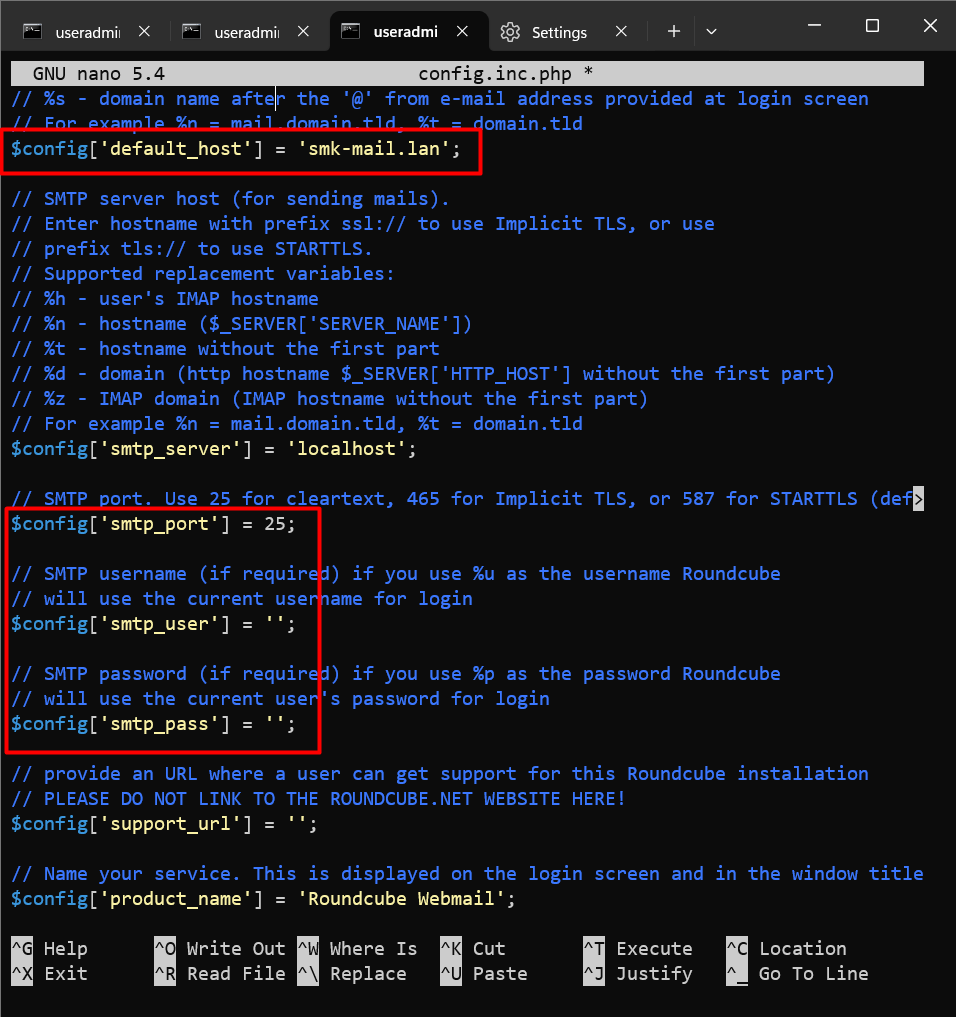 useradmi
useradmi
useradmi
Settings
GNU nano 5.4 config.inc.php *
// %s - domain name after the '@' from e-mail address provided at login screen
// For example %n = mail.domain.tld, %t = domain.tld
$config['default_host'] = 'smk-mail.lan';
// SMTP server host (for sending mails).
// Enter hostname with prefix ssl:// to use Implicit TLS, or use
// prefix tls:// to use STARTTLS.
// Supported replacement variables:
// %h - user's IMAP hostname
// %n - hostname ($_SERVER['SERVER_NAME'])
// %t - hostname without the first part
// %d - domain (http hostname $_SERVER['HTTP_HOST'] without the first part)
// %z - IMAP domain (IMAP hostname without the first part)
// For example %n = mail.domain.tld, %t = domain.tld
$config['smtp_server'] = 'localhost';
// SMTP port. Use 25 for cleartext, 465 for Implicit TLS, or 587 for STARTTLS (def>
$config['smtp_port'] = 25;
// SMTP username (if required) if you use %u as the username Roundcube
// will use the current username for login
$config['smtp_user'] = '';
// SMTP password (if required) if you use %p as the password Roundcube
// will use the current user's password for login
$config['smtp_pass'] = '';
// provide an URL where a user can get support for this Roundcube installation
// PLEASE DO NOT LINK TO THE ROUNDCUBE.NET WEBSITE HERE!
$config['support_url'] = '';
// Name your service. This is displayed on the login screen and in the window title
$config['product_name'] = 'Roundcube Webmail';
^G Help ^O Write Out ^W Where Is ^K Cut ^T Execute ^C Location
^X Exit ^R Read File ^\ Replace ^U Paste ^J Justify ^_ Go To Line